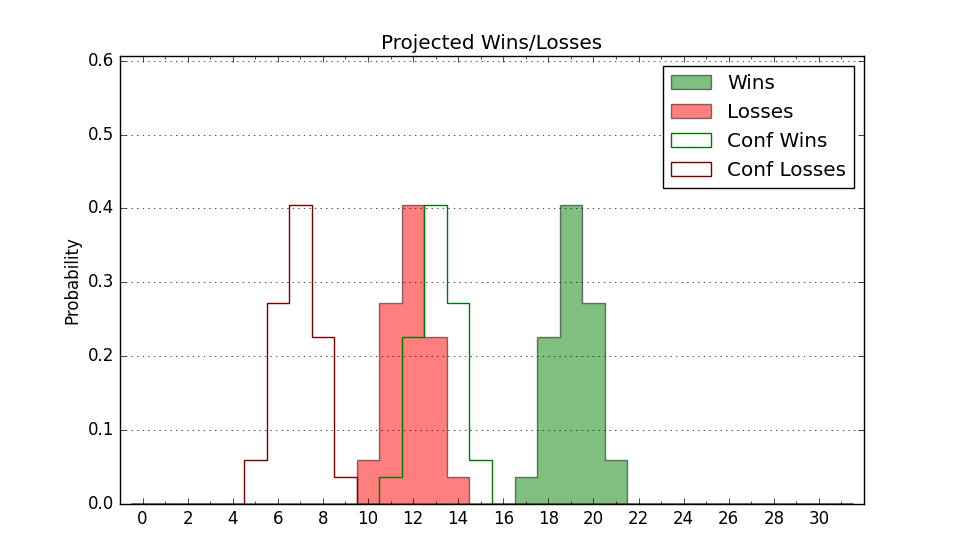 Projected Wins/Losses
Wins
Losses
Conf Wins
Conf Losses
Probability
0.6
0.5
0.4
0.3
0.2
0.1
0.0
0 2 4 6 8 10 12 14 16 18 20 22 24 26 28 30